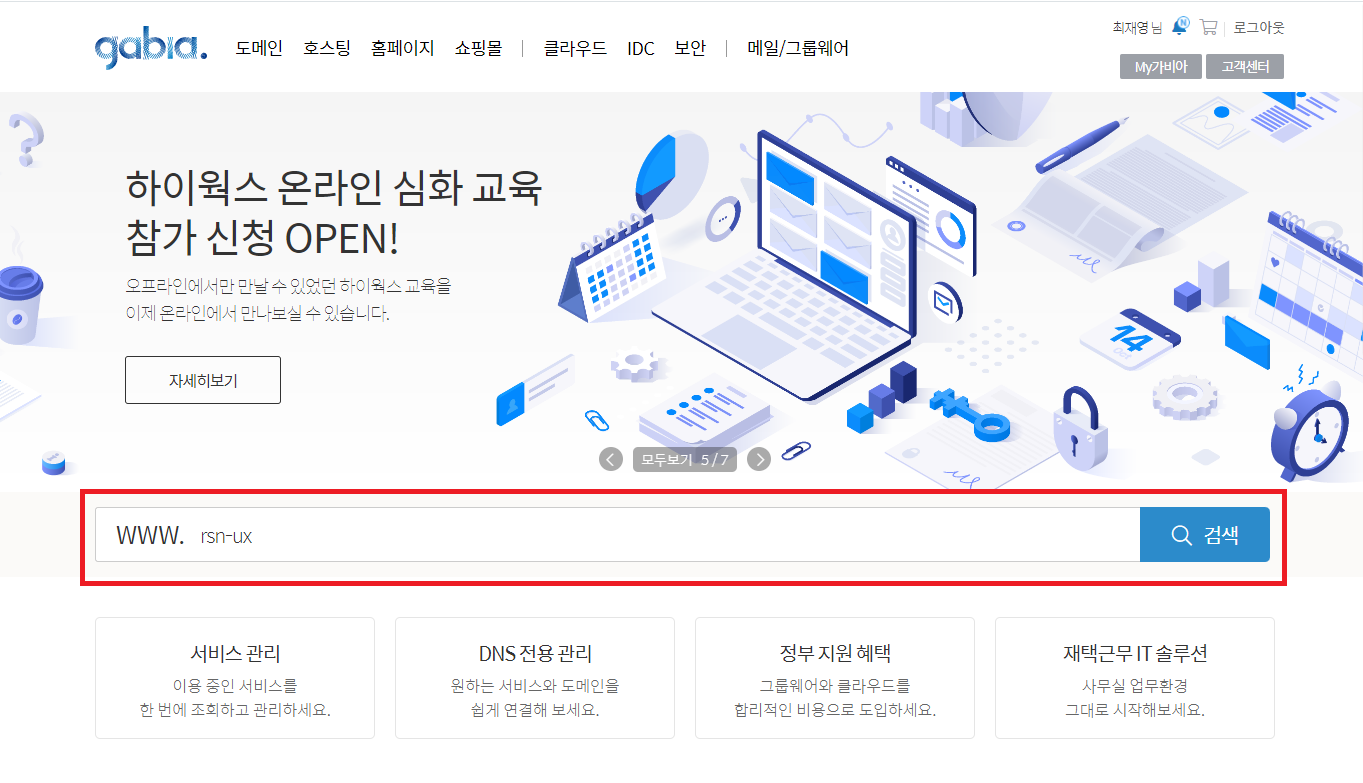 gabia.
도메인 호스팅 홈페이지 쇼핑몰 | 클라우드 IDC 보안 | 메일/그룹웨어
최재영 님 N | 로그아웃
My가비아 고객센터
하이웍스 온라인 심화 교육
참가 신청 OPEN!
오프라인에서만 만날 수 있었던 하이웍스 교육을
이제 온라인에서 만나보실 수 있습니다.
자세히보기
14
OCT
모두보기 5 / 7
WWW. rsn-ux
검색
서비스 관리
이용 중인 서비스를
한 번에 조회하고 관리하세요.
DNS 전용 관리
원하는 서비스와 도메인을
쉽게 연결해 보세요.
정부 지원 혜택
그룹웨어와 클라우드를
합리적인 비용으로 도입하세요.
재택근무 IT 솔루션
사무실 업무환경
그대로 시작해보세요.